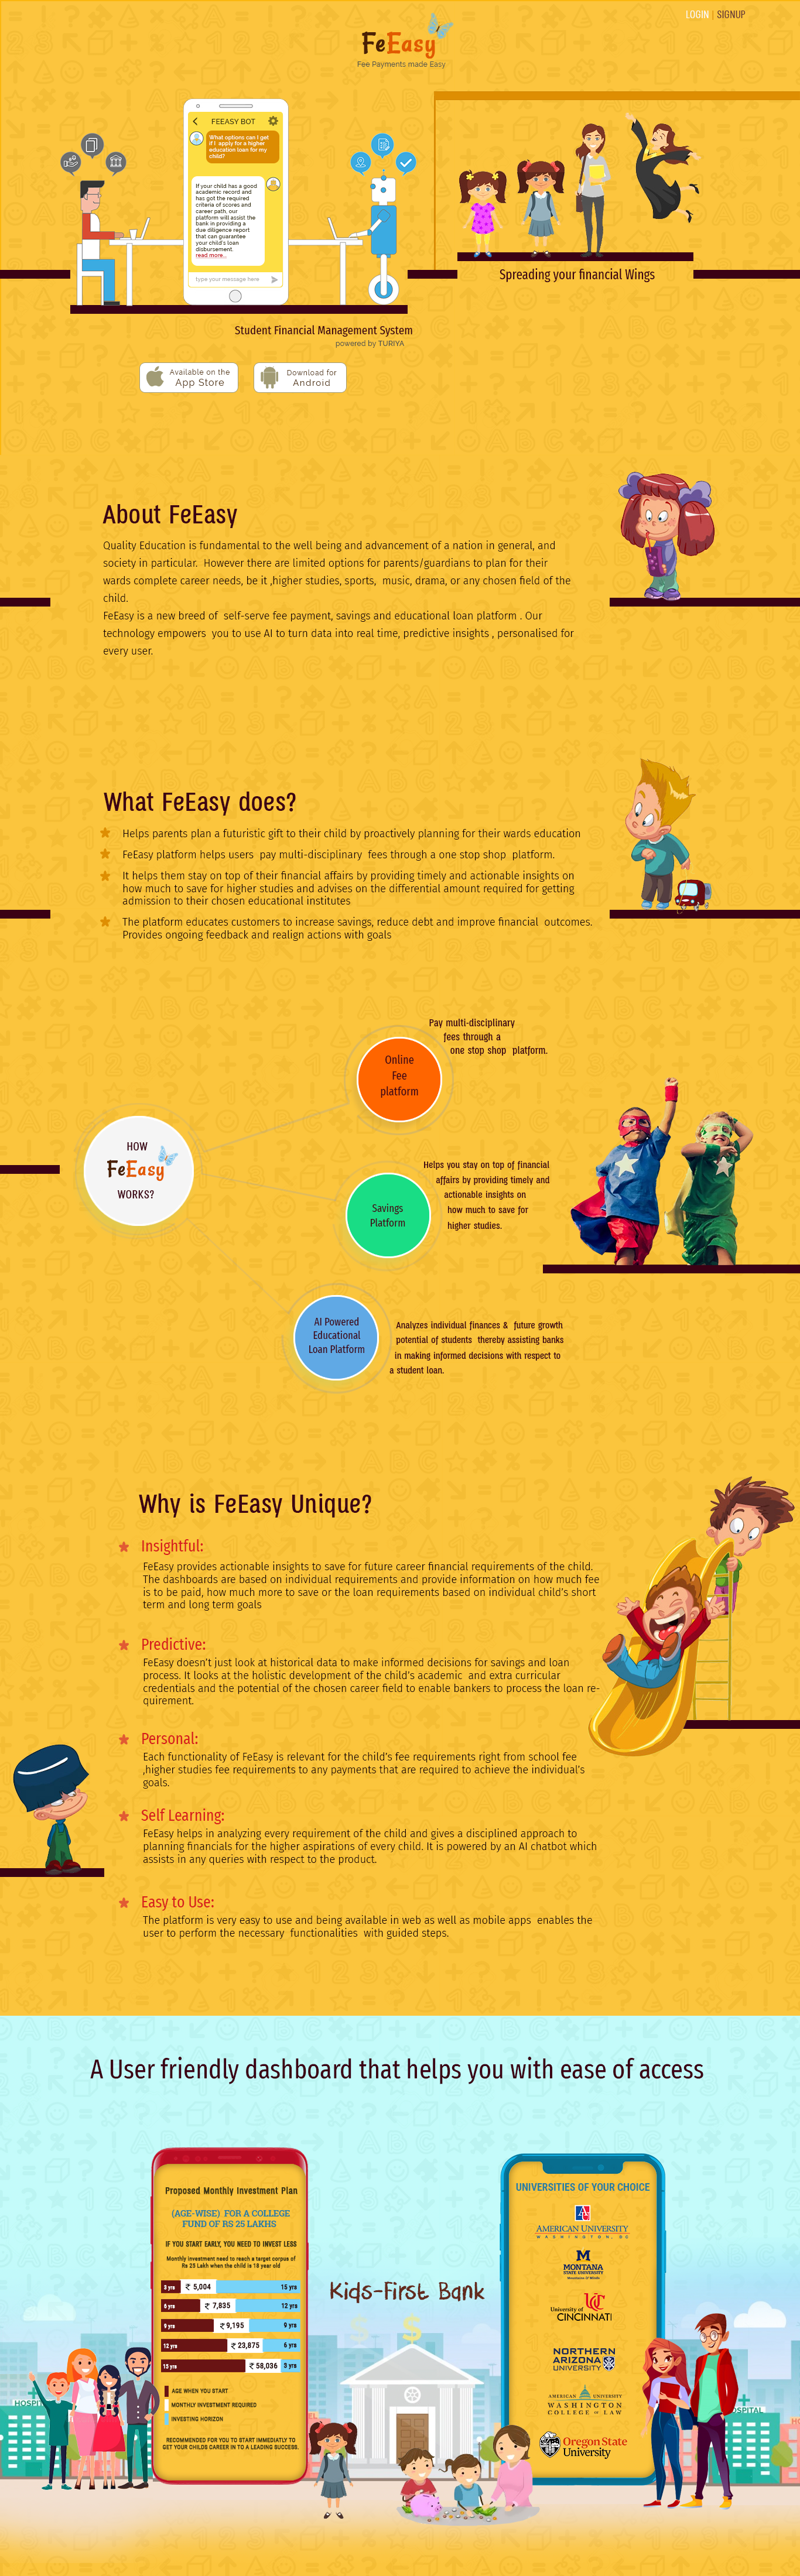 LOGIN | SIGNUP
FeEasy
Fee Payments made Easy
FEEASY BOT
What options can I get
if I apply for a higher
education loan for my
child?
If your child has a good
academic record and
has got the required
criteria of scores and
career path, our
platform will assist the
bank in providing a
due diligence report
that can guarantee
your child's loan
disbursement.
read more...
type your message here
Spreading your financial Wings
Student Financial Management System
powered by TURIYA
Available on the
App Store
Download for
Android
About FeEasy
Quality Education is fundamental to the well being and advancement of a nation in general, and
society in particular. However there are limited options for parents/guardians to plan for their
wards complete career needs, be it ,higher studies, sports, music, drama, or any chosen field of the
child.
FeEasy is a new breed of self-serve fee payment, savings and educational loan platform . Our
technology empowers you to use AI to turn data into real time, predictive insights , personalised for
every user.
What FeEasy does?
Helps parents plan a futuristic gift to their child by proactively planning for their wards education
FeEasy platform helps users pay multi-disciplinary fees through a one stop shop platform.
It helps them stay on top of their financial affairs by providing timely and actionable insights on
how much to save for higher studies and advises on the differential amount required for getting
admission to their chosen educational institutes
The platform educates customers to increase savings, reduce debt and improve financial outcomes.
Provides ongoing feedback and realign actions with goals
Pay multi-disciplinary
fees through a
one stop shop platform.
Online
Fee
platform
HOW
FeEasy
WORKS?
Helps you stay on top of financial
affairs by providing timely and
actionable insights on
how much to save for
higher studies.
Savings
Platform
AI Powered
Educational
Loan Platform
Analyzes individual finances & future growth
potential of students thereby assisting banks
in making informed decisions with respect to
a student loan.
Why is FeEasy Unique?
Insightful:
FeEasy provides actionable insights to save for future career financial requirements of the child.
The dashboards are based on individual requirements and provide information on how much fee
is to be paid, how much more to save or the loan requirements based on individual child's short
term and long term goals
Predictive:
FeEasy doesn't just look at historical data to make informed decisions for savings and loan
process. It looks at the holistic development of the child's academic and extra curricular
credentials and the potential of the chosen career field to enable bankers to process the loan re-
quirement.
Personal:
Each functionality of FeEasy is relevant for the child's fee requirements right from school fee
,higher studies fee requirements to any payments that are required to achieve the individual's
goals.
Self Learning:
FeEasy helps in analyzing every requirement of the child and gives a disciplined approach to
planning financials for the higher aspirations of every child. It is powered by an AI chatbot which
assists in any queries with respect to the product.
Easy to Use:
The platform is very easy to use and being available in web as well as mobile apps enables the
user to perform the necessary functionalities with guided steps.
A User friendly dashboard that helps you with ease of access
Proposed Monthly Investment Plan
(AGE-WISE) FOR A COLLEGE
FUND OF RS 25 LAKHS
IF YOU START EARLY, YOU NEED TO INVEST LESS
Monthly Investment need to reach a target corpus of
Rs 25 Lakh when the child is 18 year old
3 yrs ₹ 5,004 15 yrs
6 yrs ₹ 7,835 12 yrs
9 yrs ₹ 9,195 9 yrs
12 yrs ₹ 23,875 6 yrs
15 yrs ₹ 58,036 3 yrs
AGE WHEN YOU START
MONTHLY INVESTMENT REQUIRED
INVESTING HORIZON
RECOMMENDED FOR YOU TO START IMMEDIATLY TO
GET YOUR CHILDS CAREER IN TO A LEADING SUCCESS.
Kids-First Bank
$ $
UNIVERSITIES OF YOUR CHOICE
AMERICAN UNIVERSITY
WASHINGTON, DC
M
MONTANA
STATE UNIVERSITY
Mountains & Minds
University of
CINCINNATI
NORTHERN
ARIZONA
UNIVERSITY
AMERICAN UNIVERSITY
WASHINGTON
COLLEGE of LAW
Oregon State
University
HOSPIT
OSPITAL